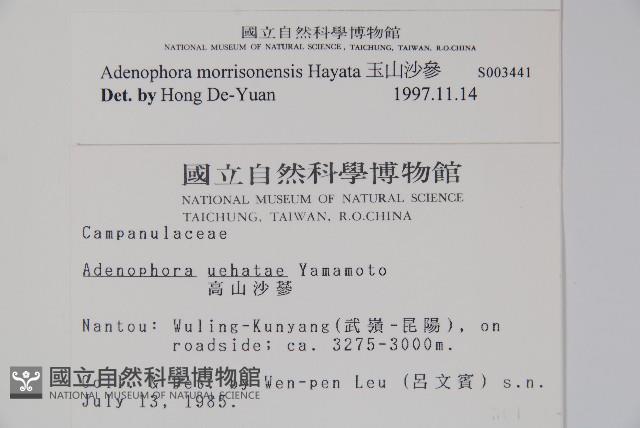 國立自然科學博物館
NATIONAL MUSEUM OF NATURAL SCIENCE, TAICHUNG, TAIWAN, R.O.CHINA
Adenophora morrisonensis Hayata 玉山沙參 S003441
Det. by Hong De-Yuan 1997.11.14
國立自然科學博物館
NATIONAL MUSEUM OF NATURAL SCIENCE
TAICHUNG, TAIWAN, R.O.CHINA
Campanulaceae
Adenophora uehatae Yamamoto
高山沙蔘
Nantou: Wuling-Kunyang(武嶺-昆陽), on
roadside; ca. 3275-3000m.
國立自然科學博物館
by Wen-pen Leu (呂文賓) s.n.
NATIONAL MUSEUM OF NATURAL SCIENCE
July 13, 1985.